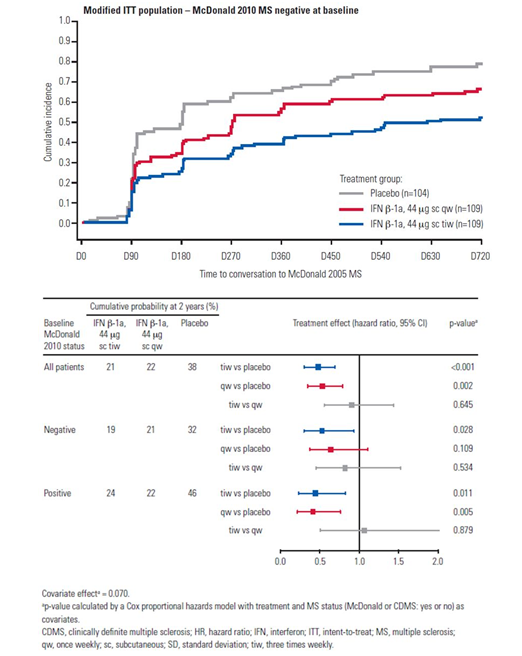 Modified ITT population – McDonald 2010 MS negative at baseline
1.0
0.9
0.8
0.7
0.6
0.5
0.4
0.3
0.2
0.1
0.0
Cumulative incidence
Treatment group:
Placebo (n=104)
IFN β-1a, 44 μg sc qw (n=109)
IFN β-1a, 44 μg sc tiw (n=109)
D0 D90 D180 D270 D360 D450 D540 D630 D720
Time to conversation to McDonald 2005 MS
Cumulative probability at 2 years (%)
Baseline McDonald 2010 status
IFN β-1a, 44 μg sc tiw
IFN β-1a, 44 μg sc qw
Placebo
Treatment effect (hazard ratio, 95% CI)
p-valueᵃ
All patients 21 22 38 tiw vs placebo <0.001
qw vs placebo 0.002
tiw vs qw 0.645
Negative 19 21 32 tiw vs placebo 0.028
qw vs placebo 0.109
tiw vs qw 0.534
Positive 24 22 46 tiw vs placebo 0.011
qw vs placebo 0.005
tiw vs qw 0.879
0.0 0.5 1.0 1.5 2.0
Covariate effectᵃ = 0.070.
ᵃp-value calculated by a Cox proportional hazards model with treatment and MS status (McDonald or CDMS: yes or no) as
covariates.
CDMS, clinically definite multiple sclerosis; HR, hazard ratio; IFN, interferon; ITT, intent-to-treat; MS, multiple sclerosis;
qw, once weekly; sc, subcutaneous; SD, standard deviation; tiw, three times weekly.